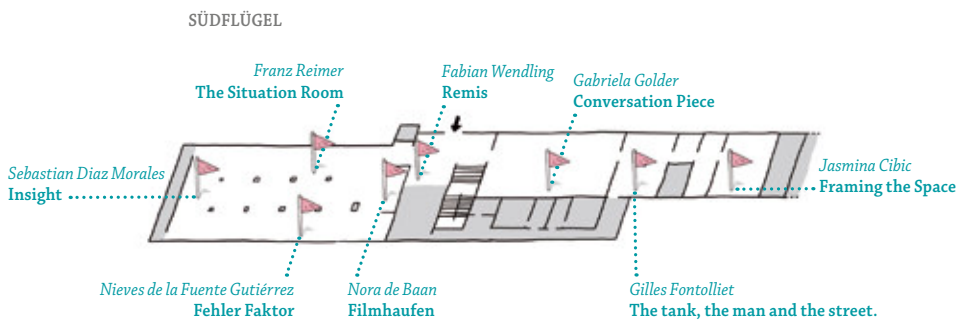 SÜDFLÜGEL
Franz Reimer
The Situation Room
Fabian Wendling
Remis
Gabriela Golder
Conversation Piece
Sebastian Diaz Morales
Insight
Jasmina Cibic
Framing the Space
Nieves de la Fuente Gutiérrez
Fehler Faktor
Nora de Baan
Filmhaufen
Gilles Fontolliet
The tank, the man and the street.